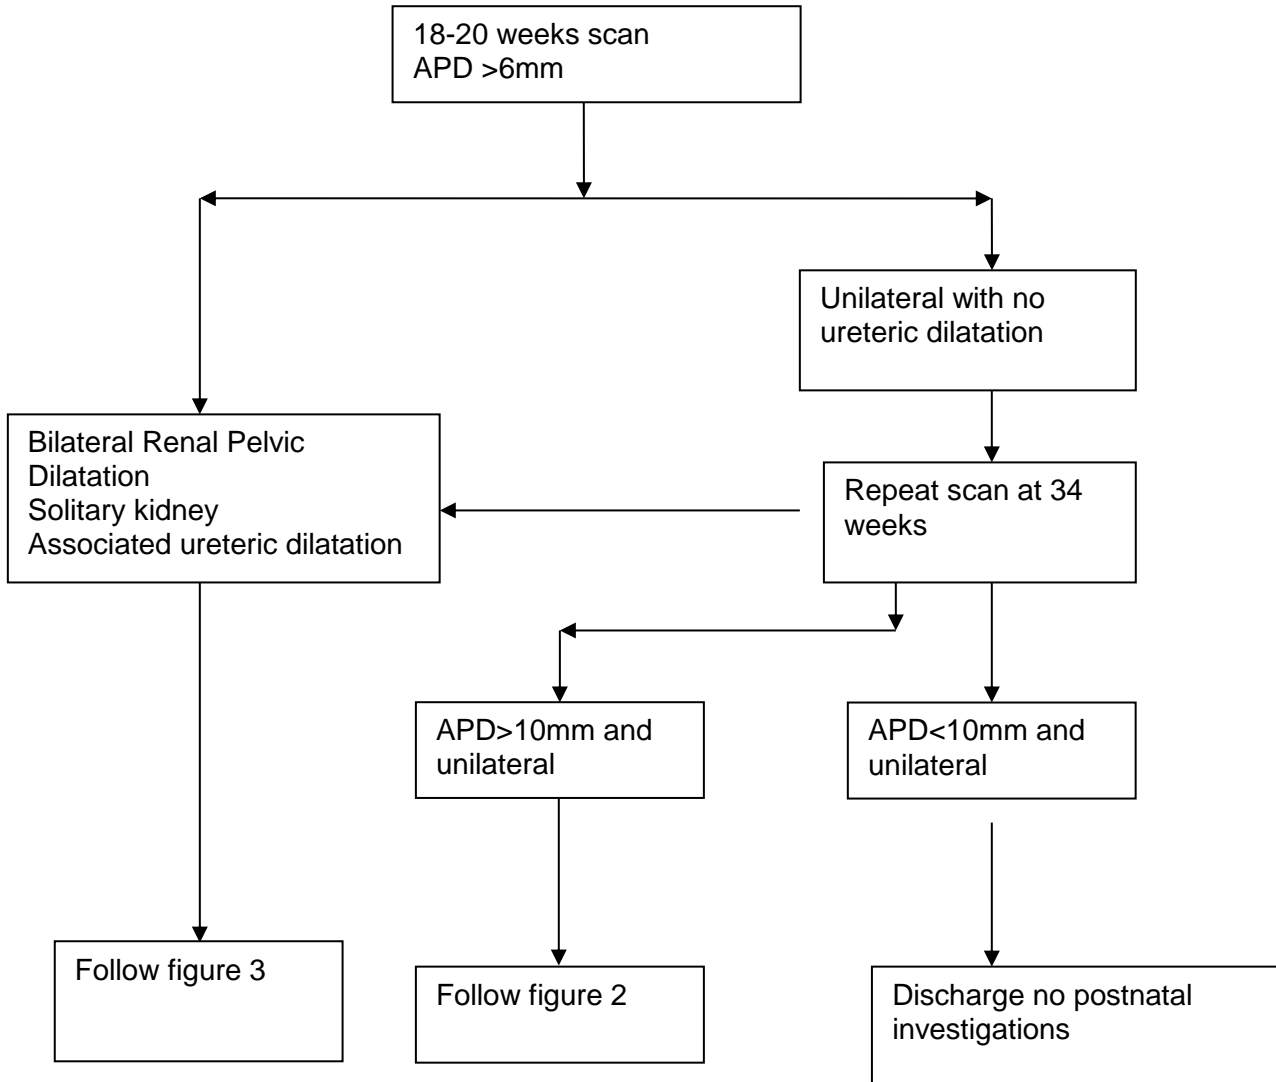 18-20 weeks scan
APD >6mm
Unilateral with no
ureteric dilatation
Bilateral Renal Pelvic
Dilatation
Solitary kidney
Associated ureteric dilatation
Repeat scan at 34
weeks
APD>10mm and
unilateral
APD<10mm and
unilateral
Follow figure 3
Follow figure 2
Discharge no postnatal
investigations